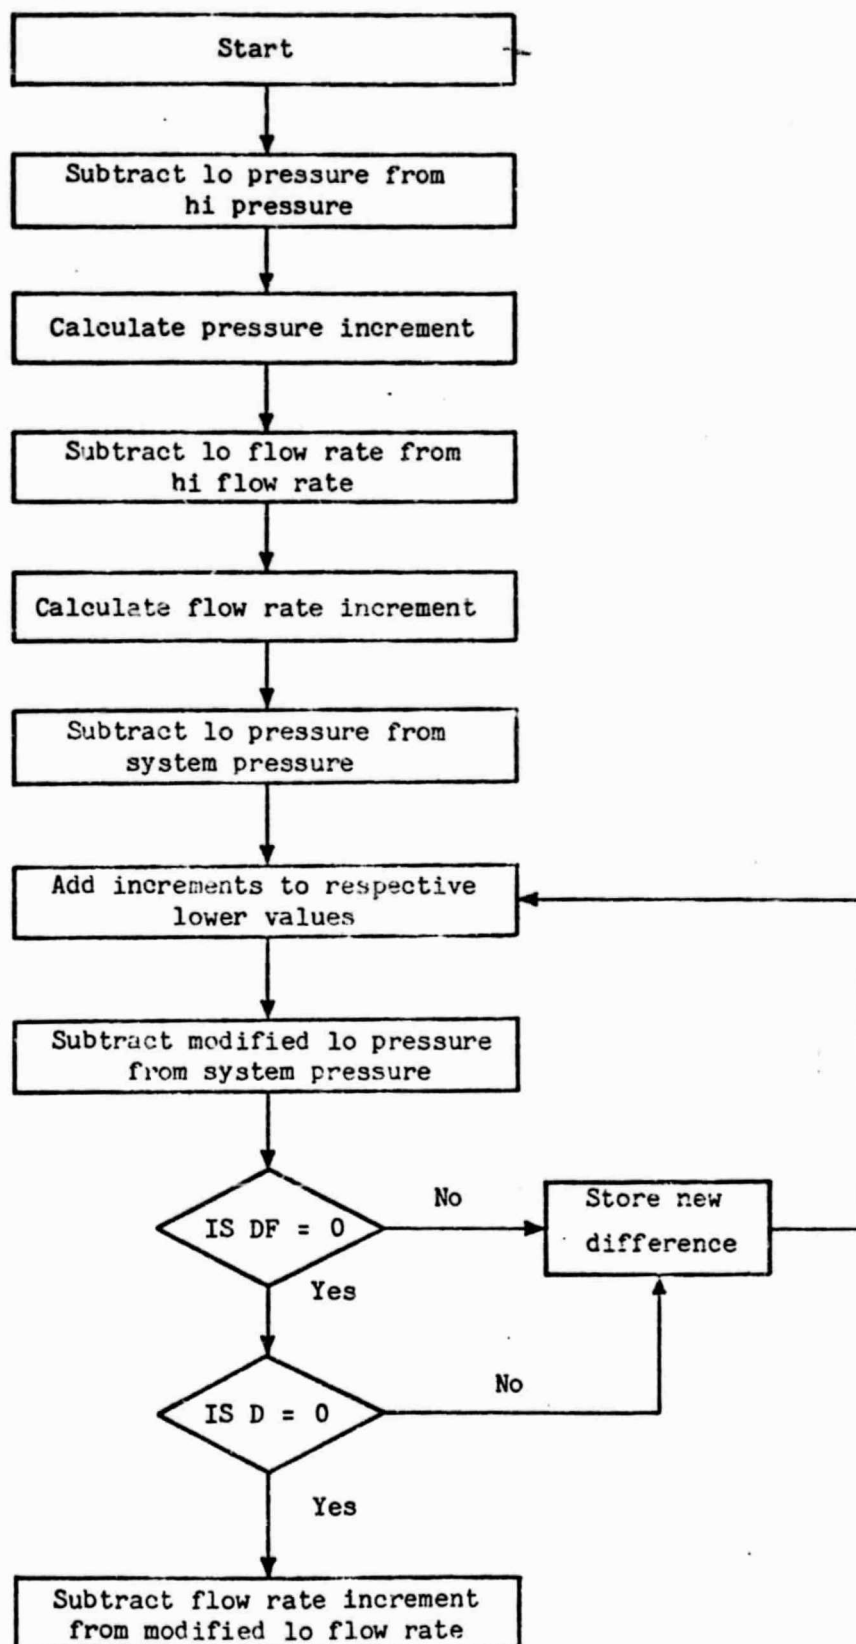 Start
Subtract lo pressure from
hi pressure
Calculate pressure increment
Subtract lo flow rate from
hi flow rate
Calculate flow rate increment
Subtract lo pressure from
system pressure
Add increments to respective
lower values
Subtract modified lo pressure
from system pressure
IS DF = 0
No
Store new
difference
Yes
IS D = 0
No
Yes
Subtract flow rate increment
from modified lo flow rate